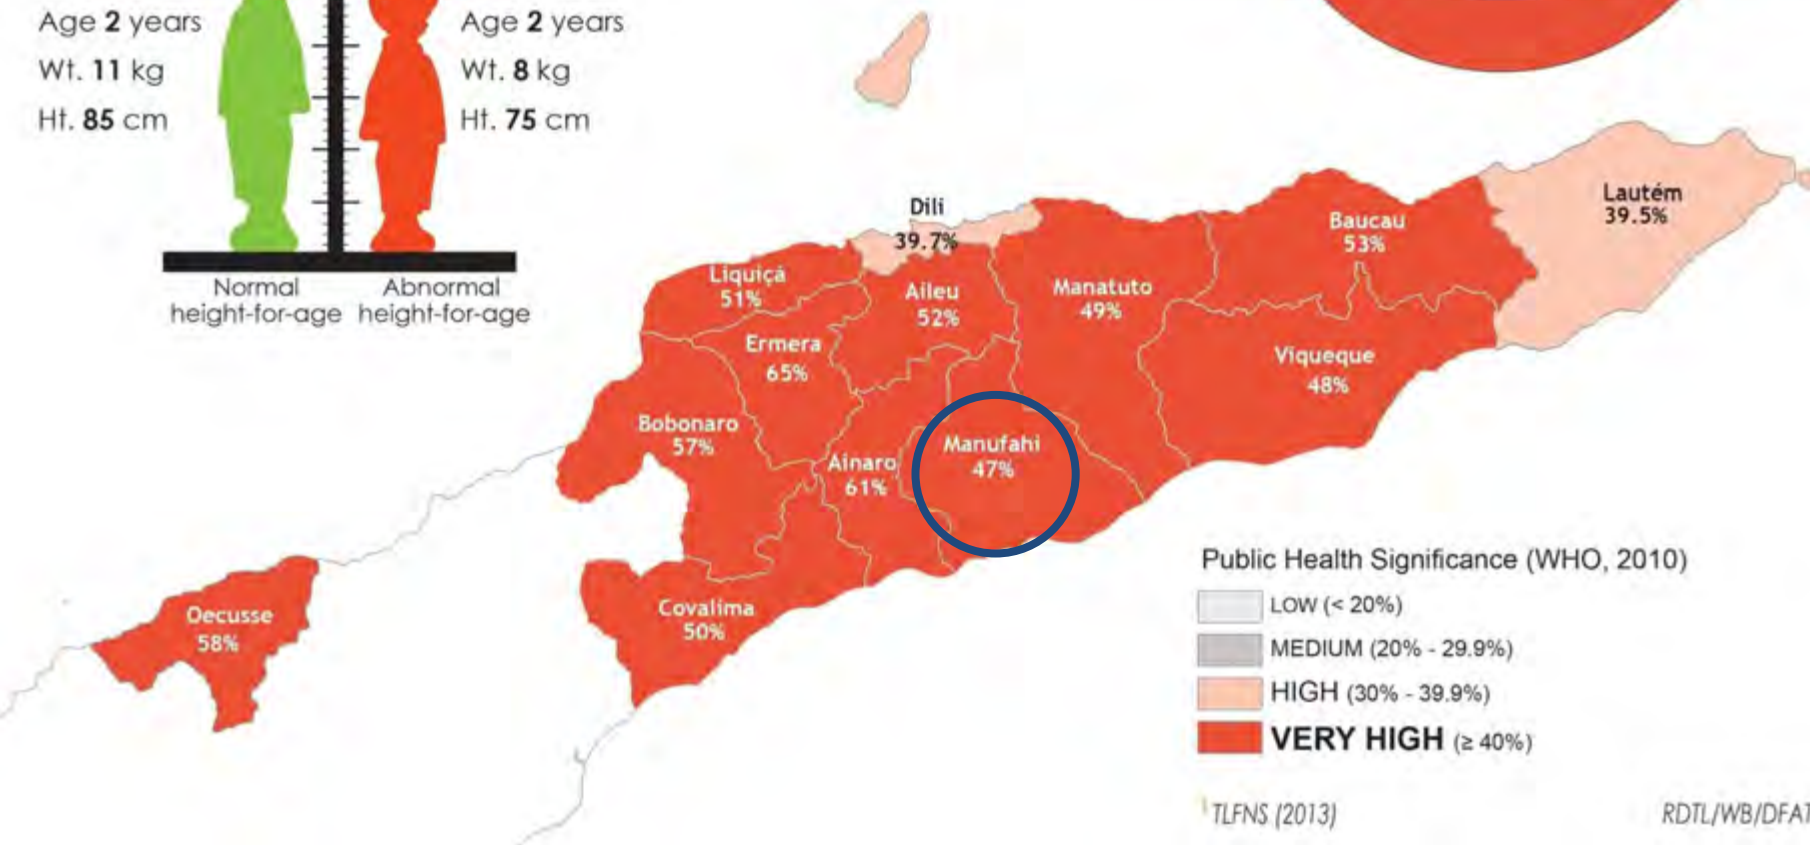 Age 2 years
Wt. 11 kg
Ht. 85 cm
Age 2 years
Wt. 8 kg
Ht. 75 cm
Normal
height-for-age
Abnormal
height-for-age
Dili
39.7%
Lautém
39.5%
Baucau
53%
Liquiçá
51%
Aileu
52%
Manatuto
49%
Ermera
65%
Viqueque
48%
Bobonaro
57%
Ainaro
61%
Manufahi
47%
Oecusse
58%
Covalima
50%
Public Health Significance (WHO, 2010)
LOW (< 20%)
MEDIUM (20% - 29.9%)
HIGH (30% - 39.9%)
VERY HIGH (≥ 40%)
TLFNS (2013)
RDTL/WB/DFAT